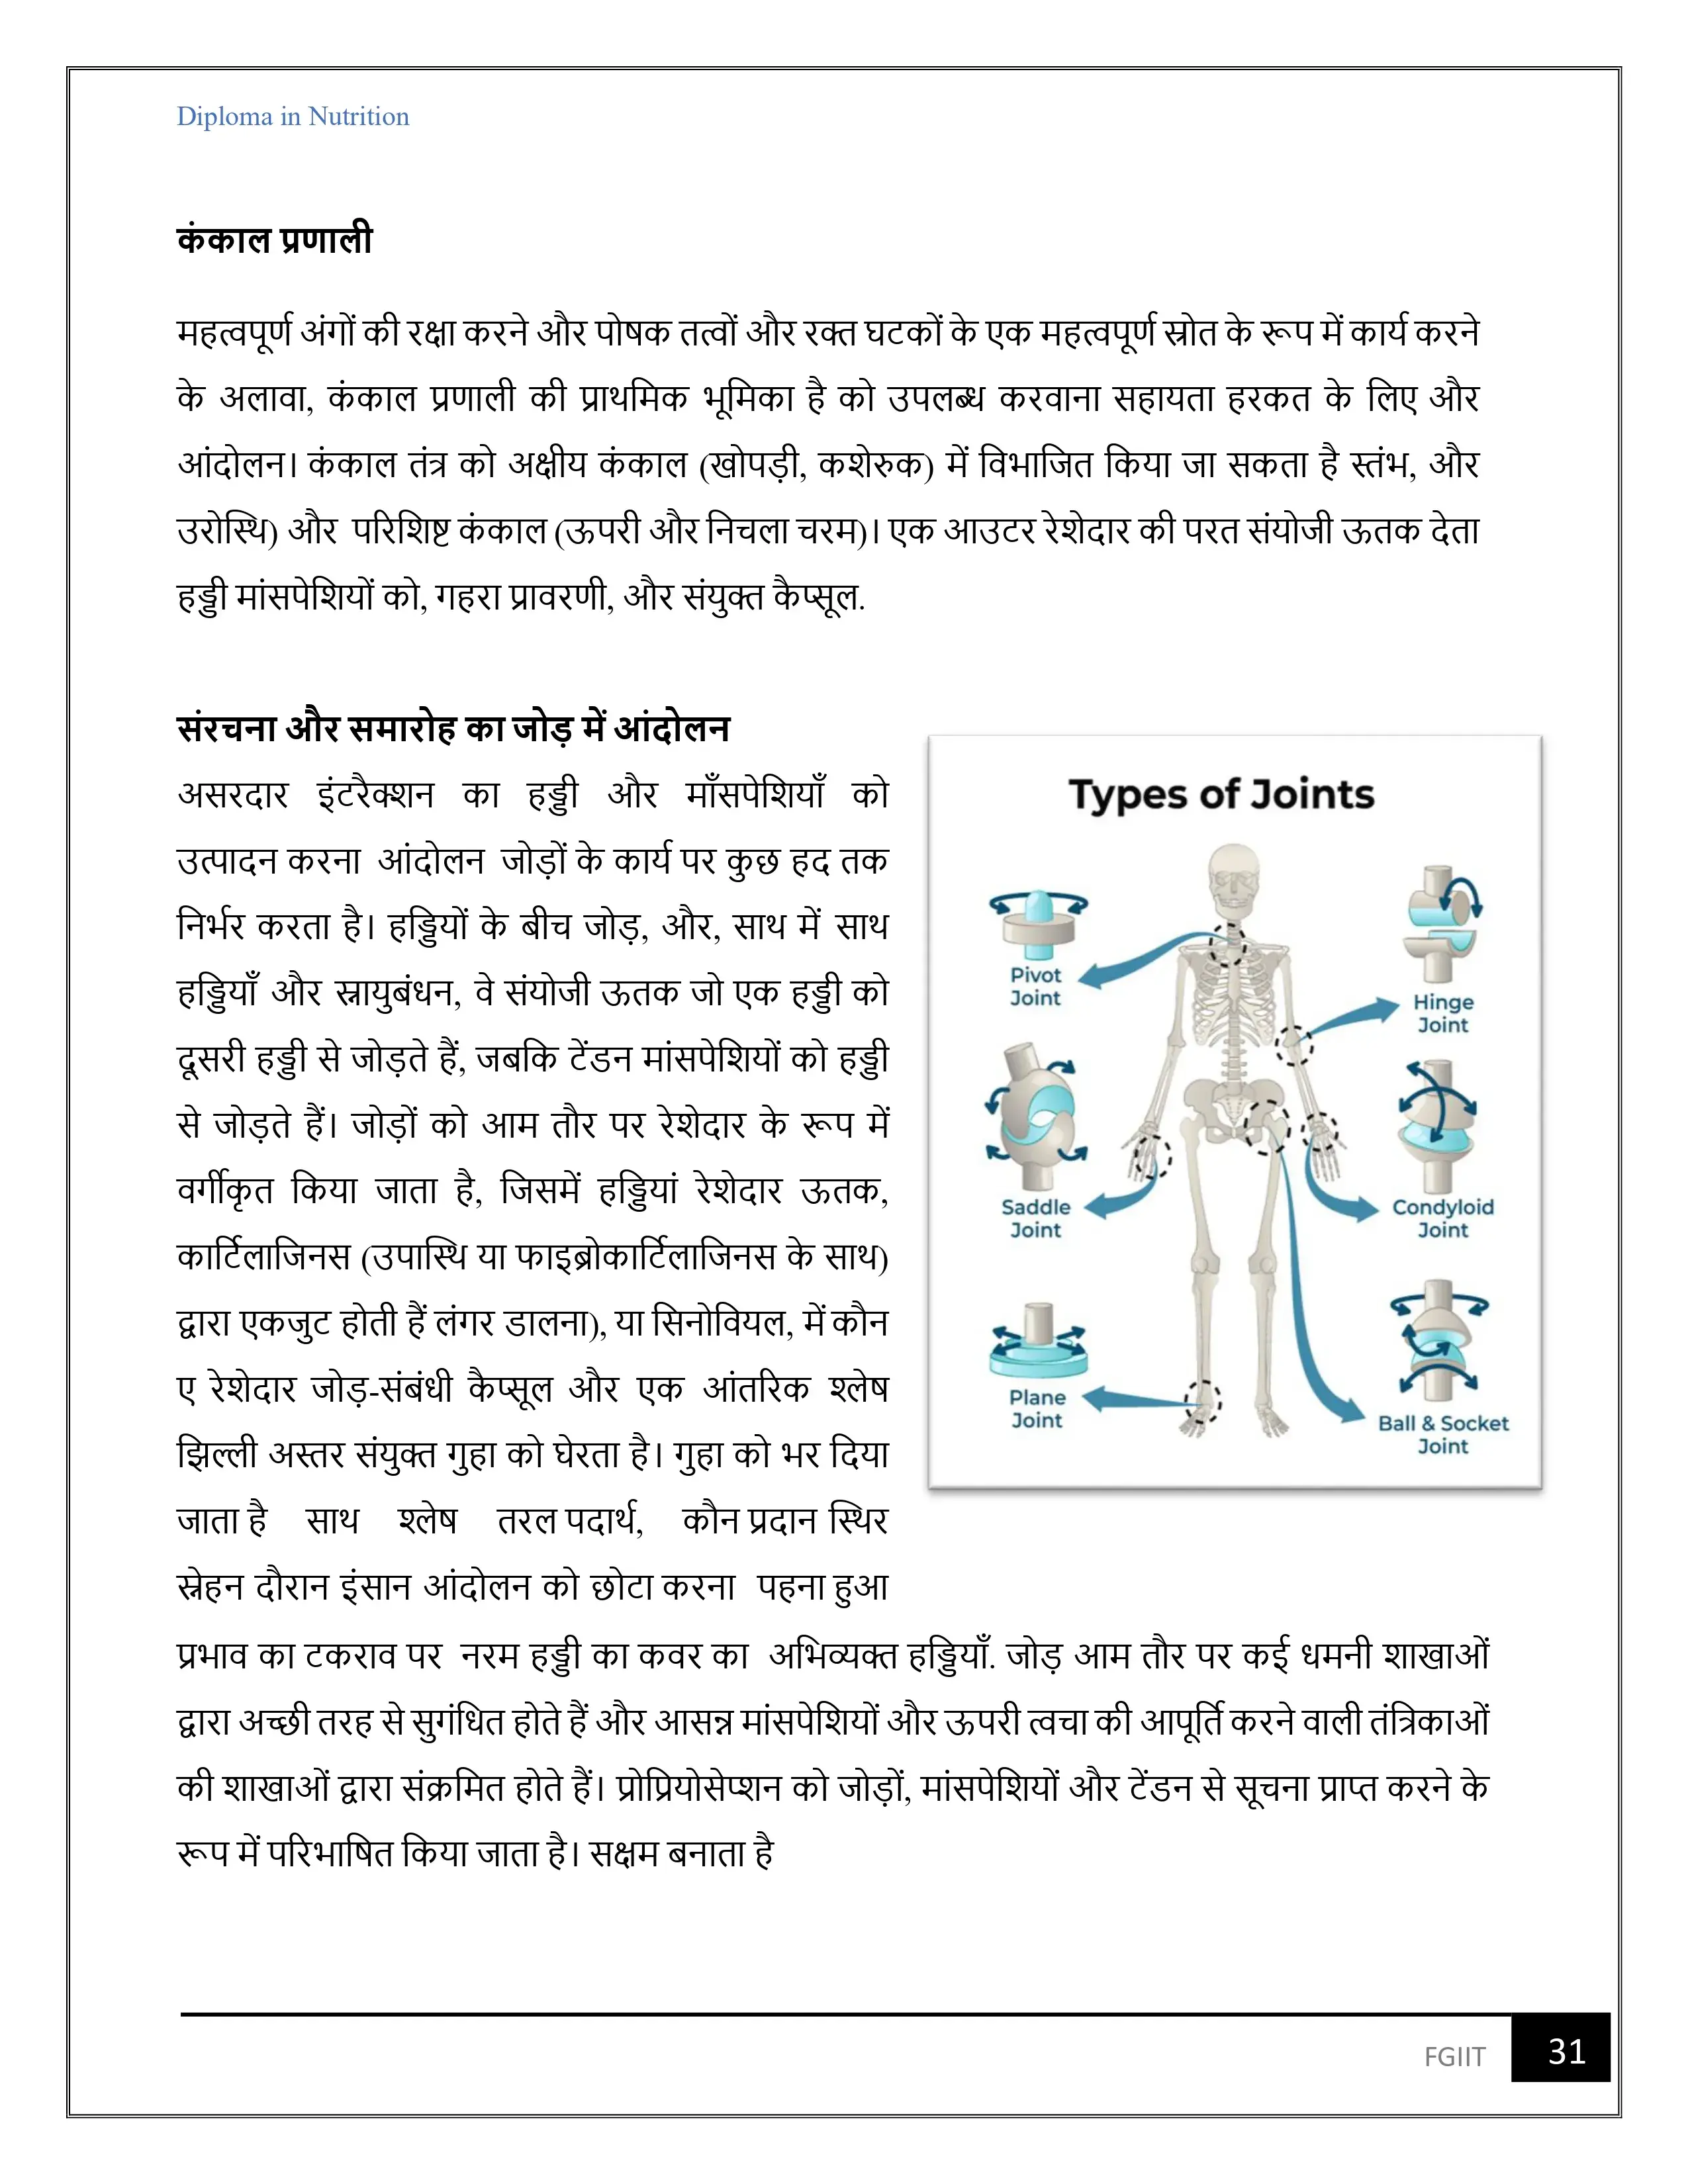 Diploma in Nutrition
कंकाल प्रणाली
महत्वपूर्ण अंगों की रक्षा करने और पोषक तत्वों और रक्त घटकों के एक महत्वपूर्ण स्रोत के रूप में कार्य करने
के अलावा, कंकाल प्रणाली की प्राथमिक भूमिका है को उपलब्ध करवाना सहायता हरकत के लिए और
आंदोलन। कंकाल तंत्र को अक्षीय कंकाल (खोपड़ी, कशेरुक) में विभाजित किया जा सकता है स्तंभ, और
उरोस्थि) और परिशिष्ट कंकाल (ऊपरी और निचला चरम)। एक आउटर रेशेदार की परत संयोजी ऊतक देता
हड्डी मांसपेशियों को, गहरा प्रावरणी, और संयुक्त कैप्सूल.
संरचना और समारोह का जोड़ में आंदोलन
असरदार इंटरैक्शन का हड्डी और माँसपेशियाँ को
उत्पादन करना आंदोलन जोड़ों के कार्य पर कुछ हद तक
निर्भर करता है। हड्डियों के बीच जोड़, और, साथ में साथ
हड्डियाँ और स्नायुबंधन, वे संयोजी ऊतक जो एक हड्डी को
दूसरी हड्डी से जोड़ते हैं, जबकि टेंडन मांसपेशियों को हड्डी
से जोड़ते हैं। जोड़ों को आम तौर पर रेशेदार के रूप में
वर्गीकृत किया जाता है, जिसमें हड्डियां रेशेदार ऊतक,
कार्टिलाजिनस (उपास्थि या फाइब्रोकार्टिलाजिनस के साथ)
द्वारा एकजुट होती हैं लंगर डालना), या सिनोवियल, में कौन
ए रेशेदार जोड़-संबंधी कैप्सूल और एक आंतरिक श्लेष
झिल्ली अस्तर संयुक्त गुहा को घेरता है। गुहा को भर दिया
जाता है साथ श्लेष तरल पदार्थ, कौन प्रदान स्थिर
स्नेहन दौरान इंसान आंदोलन को छोटा करना पहना हुआ
प्रभाव का टकराव पर नरम हड्डी का कवर का अभिव्यक्त हड्डियाँ. जोड़ आम तौर पर कई धमनी शाखाओं
द्वारा अच्छी तरह से सुगंधित होते हैं और आसन्न मांसपेशियों और ऊपरी त्वचा की आपूर्ति करने वाली तंत्रिकाओं
की शाखाओं द्वारा संक्रमित होते हैं। प्रोप्रियोसेप्शन को जोड़ों, मांसपेशियों और टेंडन से सूचना प्राप्त करने के
रूप में परिभाषित किया जाता है। सक्षम बनाता है
Types of Joints
Pivot
Joint
Hinge
Joint
Saddle
Joint
Condyloid
Joint
Plane
Joint
Ball & Socket
Joint
FGIIT
31